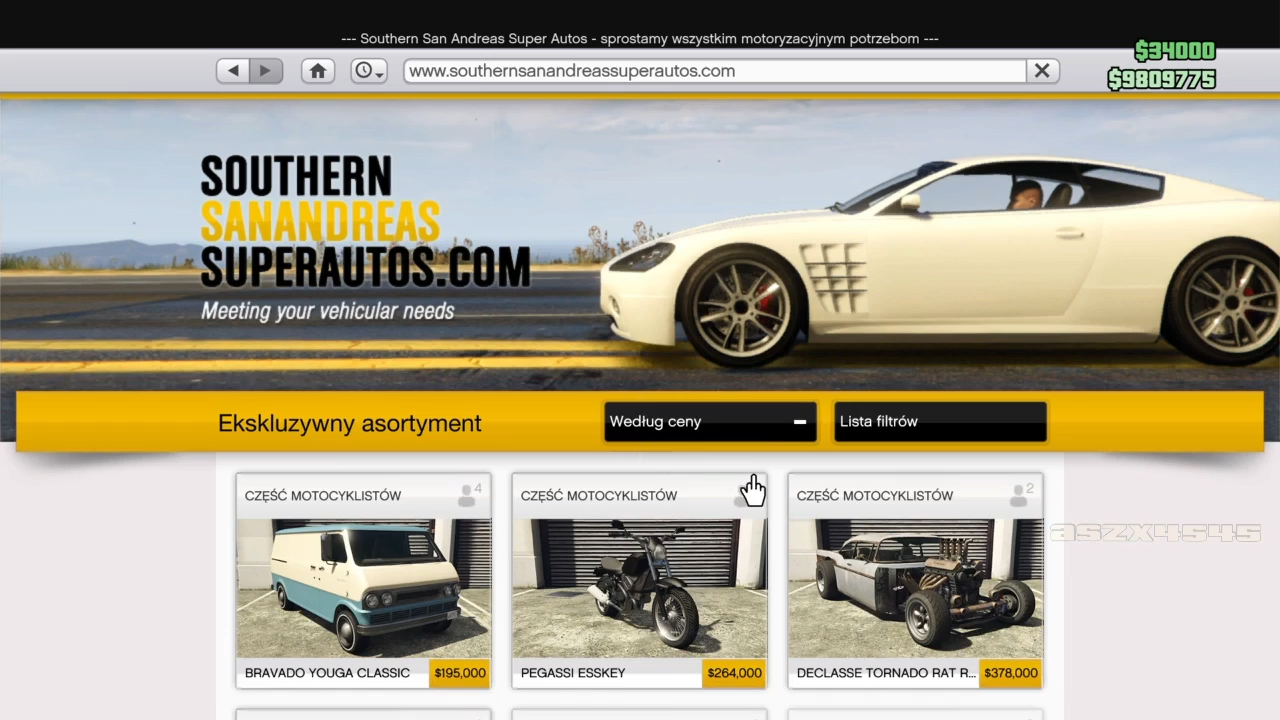 --- Southern San Andreas Super Autos - sprostamy wszystkim motoryzacyjnym potrzebom ---
$34000
www.southernsanandreassuperautos.com
$9809775
SOUTHERN
SANANDREAS
SUPERAUTOS.COM
Meeting your vehicular needs
Ekskluzywny asortyment
Według ceny
Lista filtrów
CZĘŚĆ MOTOCYKLISTÓW 4
CZĘŚĆ MOTOCYKLISTÓW
CZĘŚĆ MOTOCYKLISTÓW 2
aszx4545
BRAVADO YOUGA CLASSIC $195,000
PEGASSI ESSKEY $264,000
DECLASSE TORNADO RAT R... $378,000